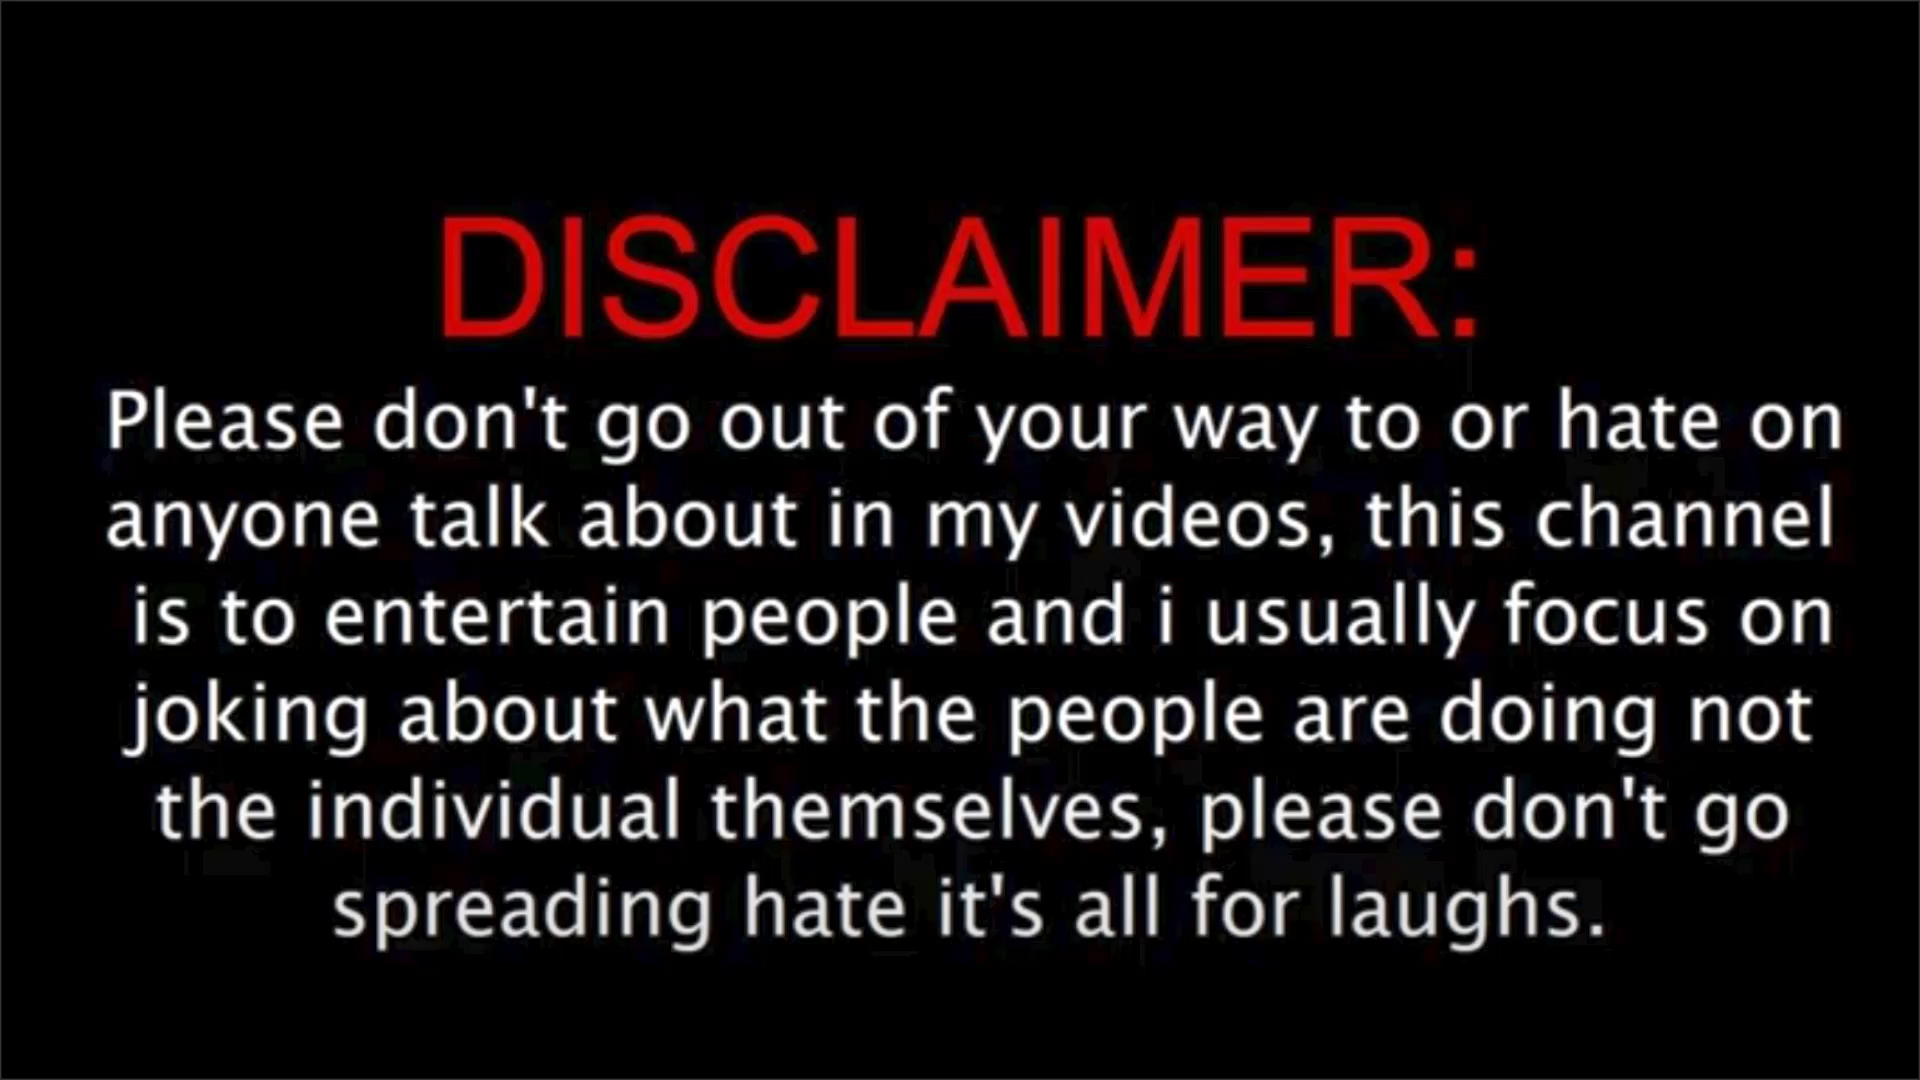 DISCLAIMER:
Please don't go out of your way to or hate on
anyone talk about in my videos, this channel
is to entertain people and i usually focus on
joking about what the people are doing not
the individual themselves, please don't go
spreading hate it's all for laughs.